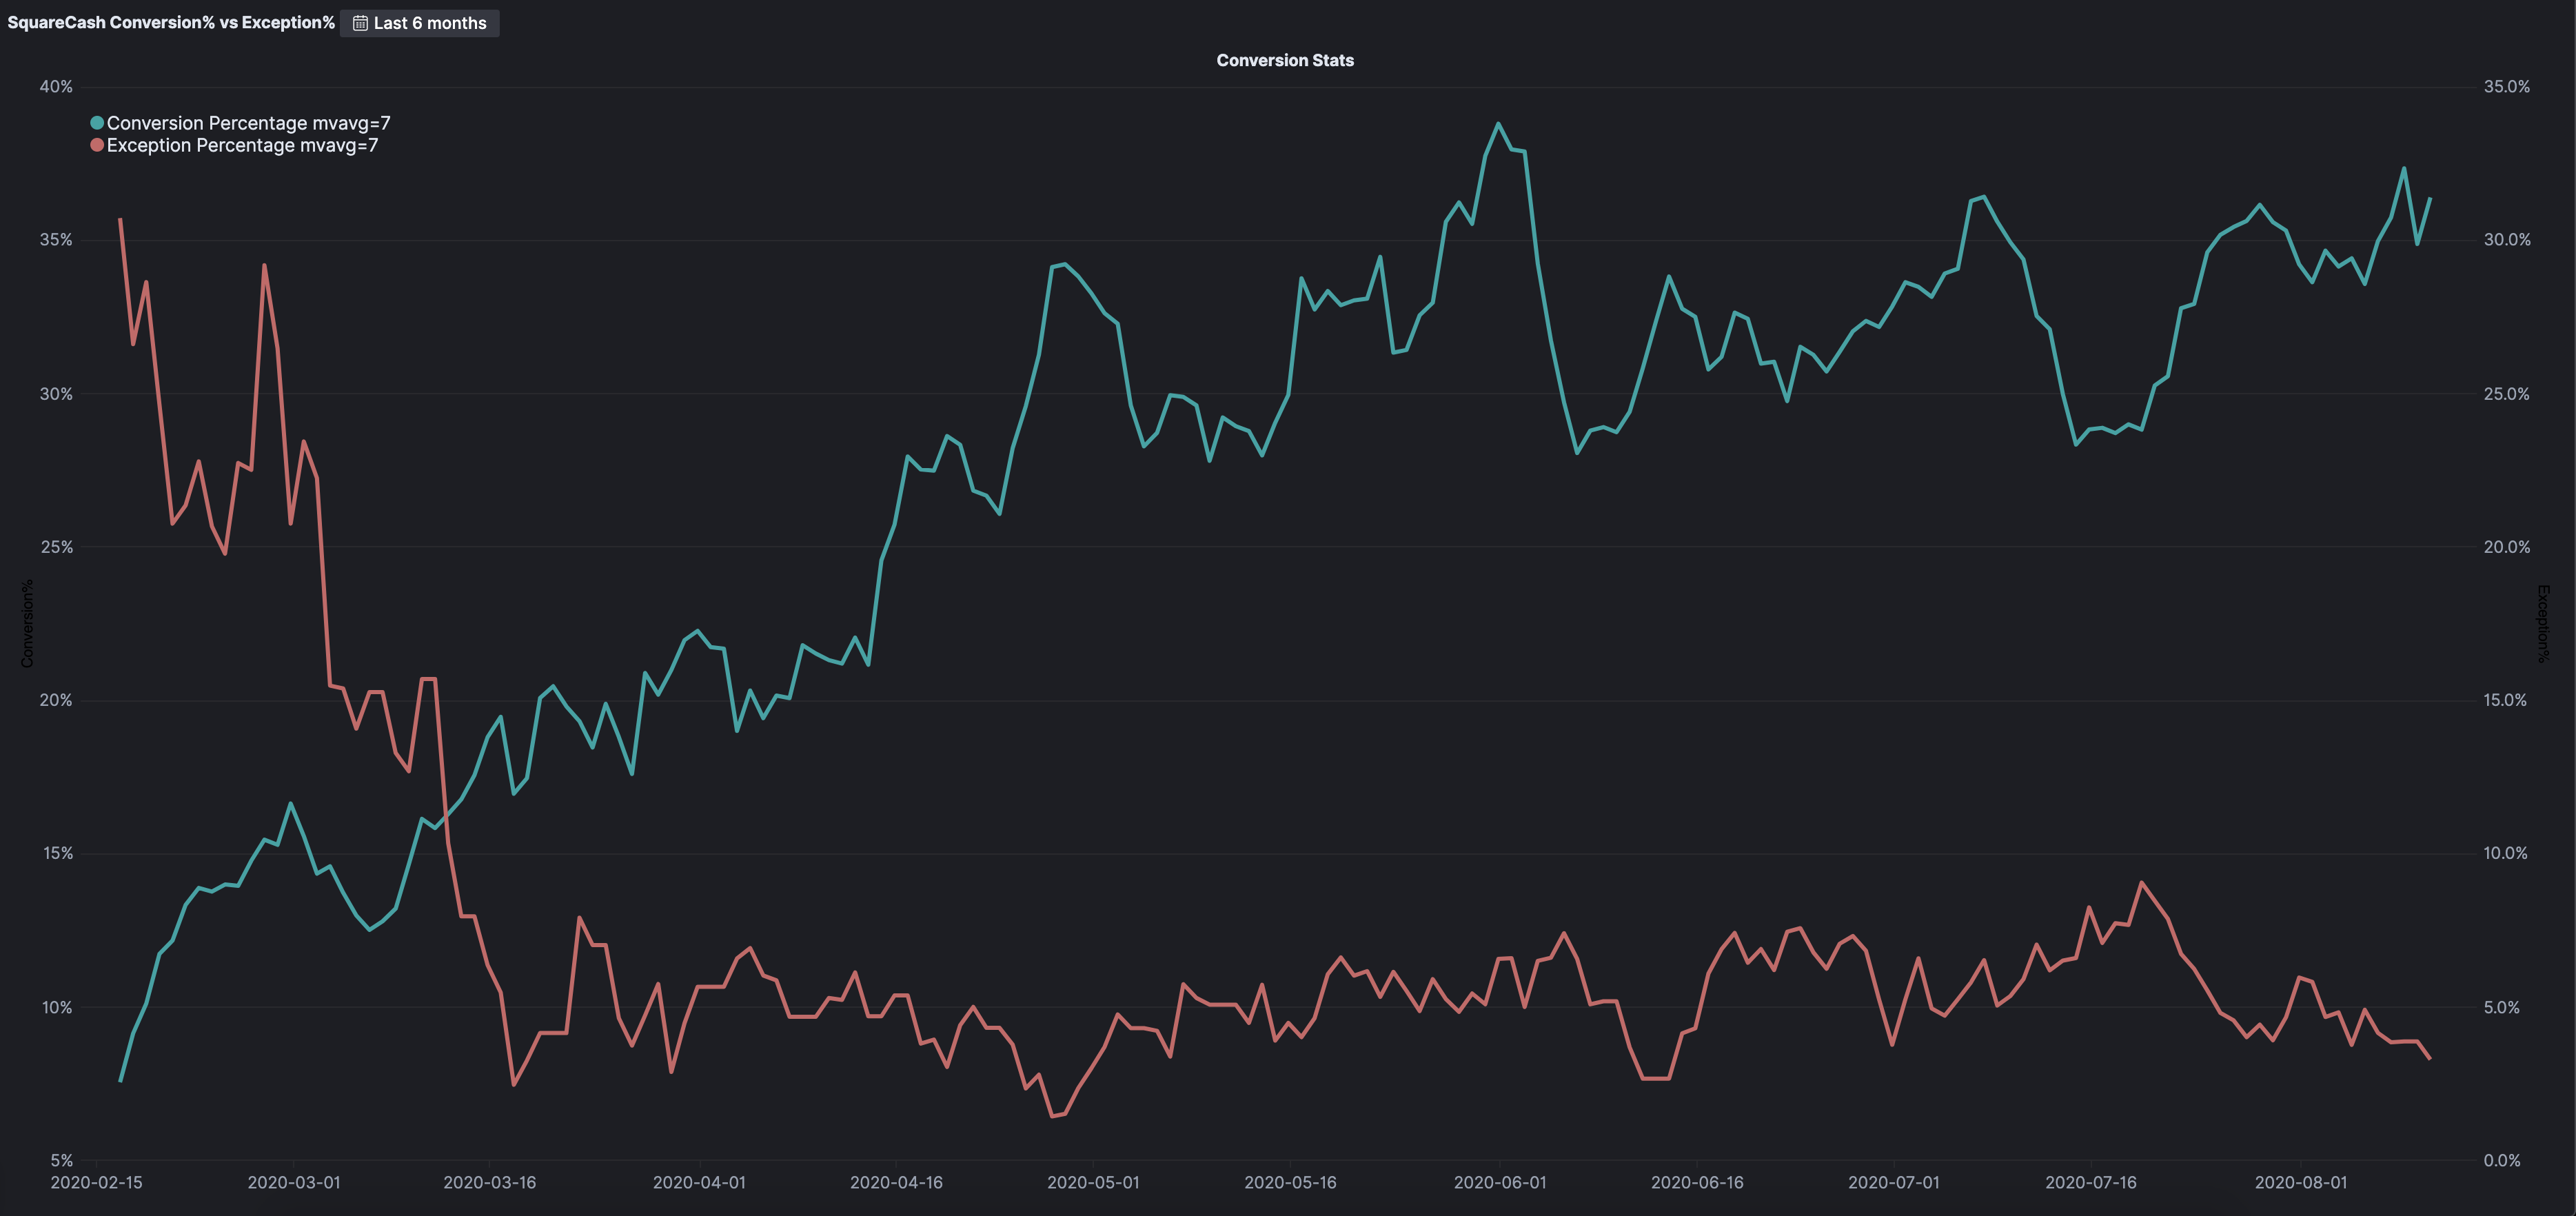 SquareCash Conversion% vs Exception% Last 6 months
Conversion Stats
Conversion Percentage mvavg=7
Exception Percentage mvavg=7
40%
35%
30%
25%
20%
15%
10%
5%
Conversion%
35.0%
30.0%
25.0%
20.0%
15.0%
10.0%
5.0%
0.0%
Exception%
2020-02-15 2020-03-01 2020-03-16 2020-04-01 2020-04-16 2020-05-01 2020-05-16 2020-06-01 2020-06-16 2020-07-01 2020-07-16 2020-08-01